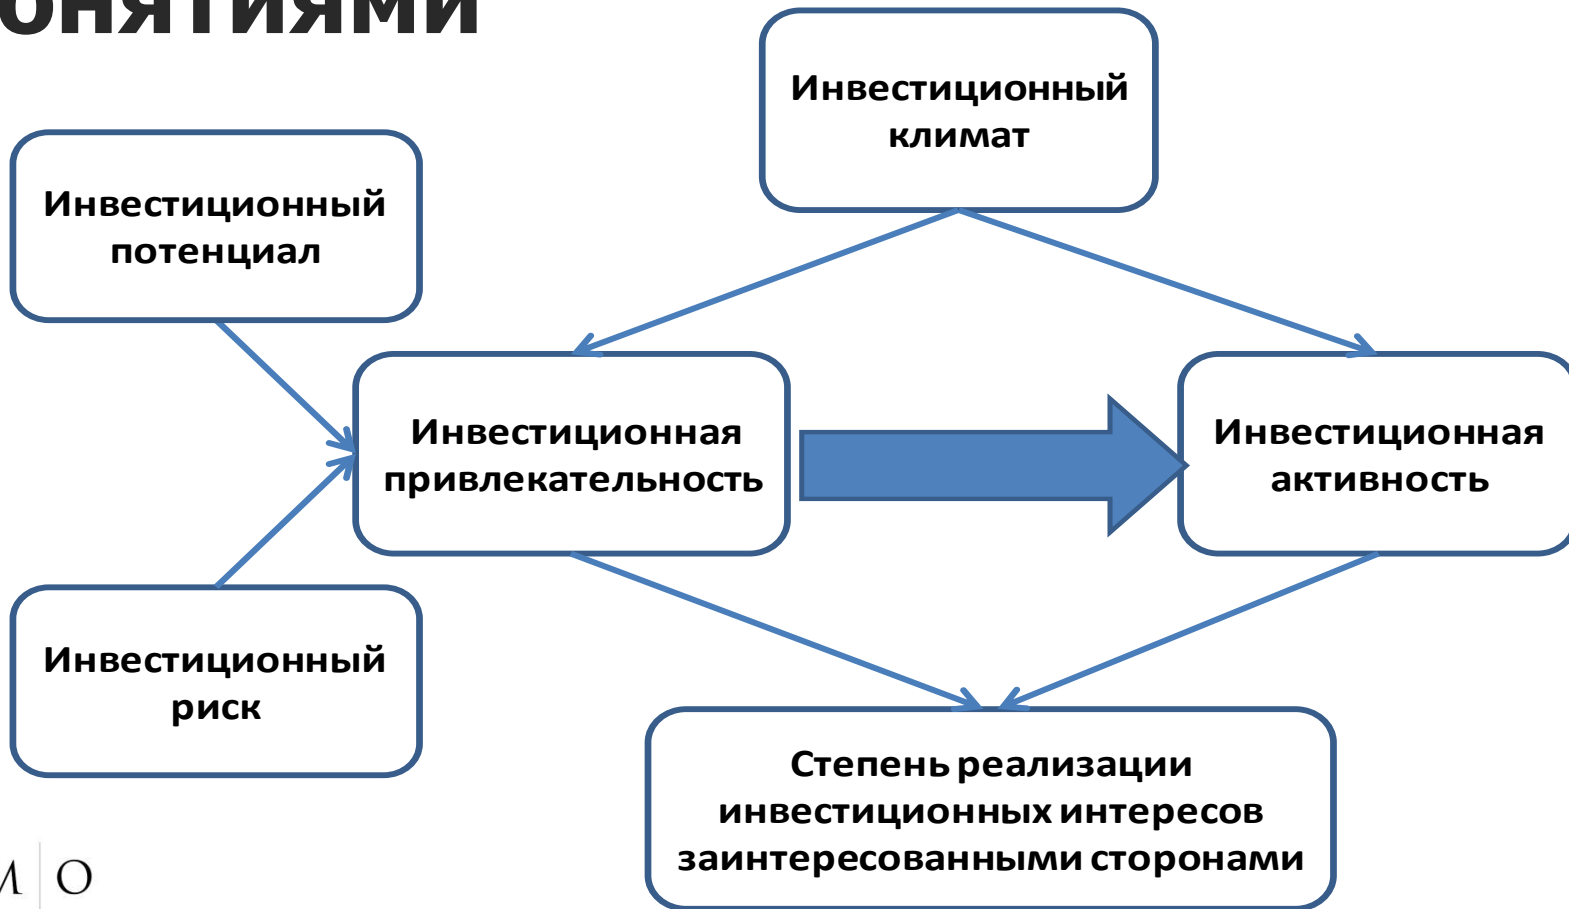 онятиями
Инвестиционный
климат
Инвестиционный
потенциал
Инвестиционная
привлекательность
Инвестиционная
активность
Инвестиционный
риск
Степень реализации
инвестиционных интересов
заинтересованными сторонами
М О